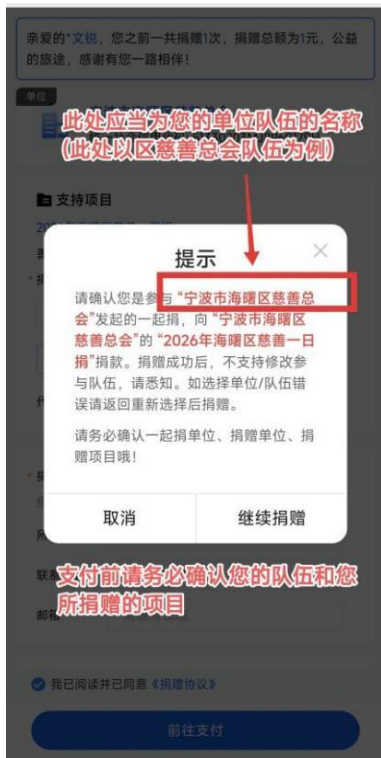 亲爱的*文锐，您之前一共捐赠1次，捐赠总额为1元，公益
的旅途，感谢有您一路相伴！
单位
此处应当为您的单位队伍的名称
(此处以区慈善总会队伍为例)
支持项目
提示
请确认您是参与“宁波市海曙区慈善总
会”发起的一起捐，向“宁波市海曙区
慈善总会”的“2026年海曙区慈善一日
捐”捐款。捐赠成功后，不支持修改参
与队伍，请悉知。如选择单位/队伍错
误请返回重新选择后捐赠。
请务必确认一起捐单位、捐赠单位、捐
赠项目哦！
取消
继续捐赠
支付前请务必确认您的队伍和您
所捐赠的项目
联系
邮箱
我已阅读并已同意《捐赠协议》
前往支付